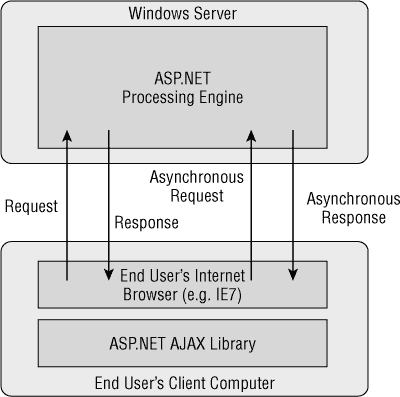 Windows Server
ASP.NET
Processing Engine
Asynchronous
Request
Asynchronous
Response
Request
Response
End User's Internet
Browser (e.g. IE7)
ASP.NET AJAX Library
End User's Client Computer